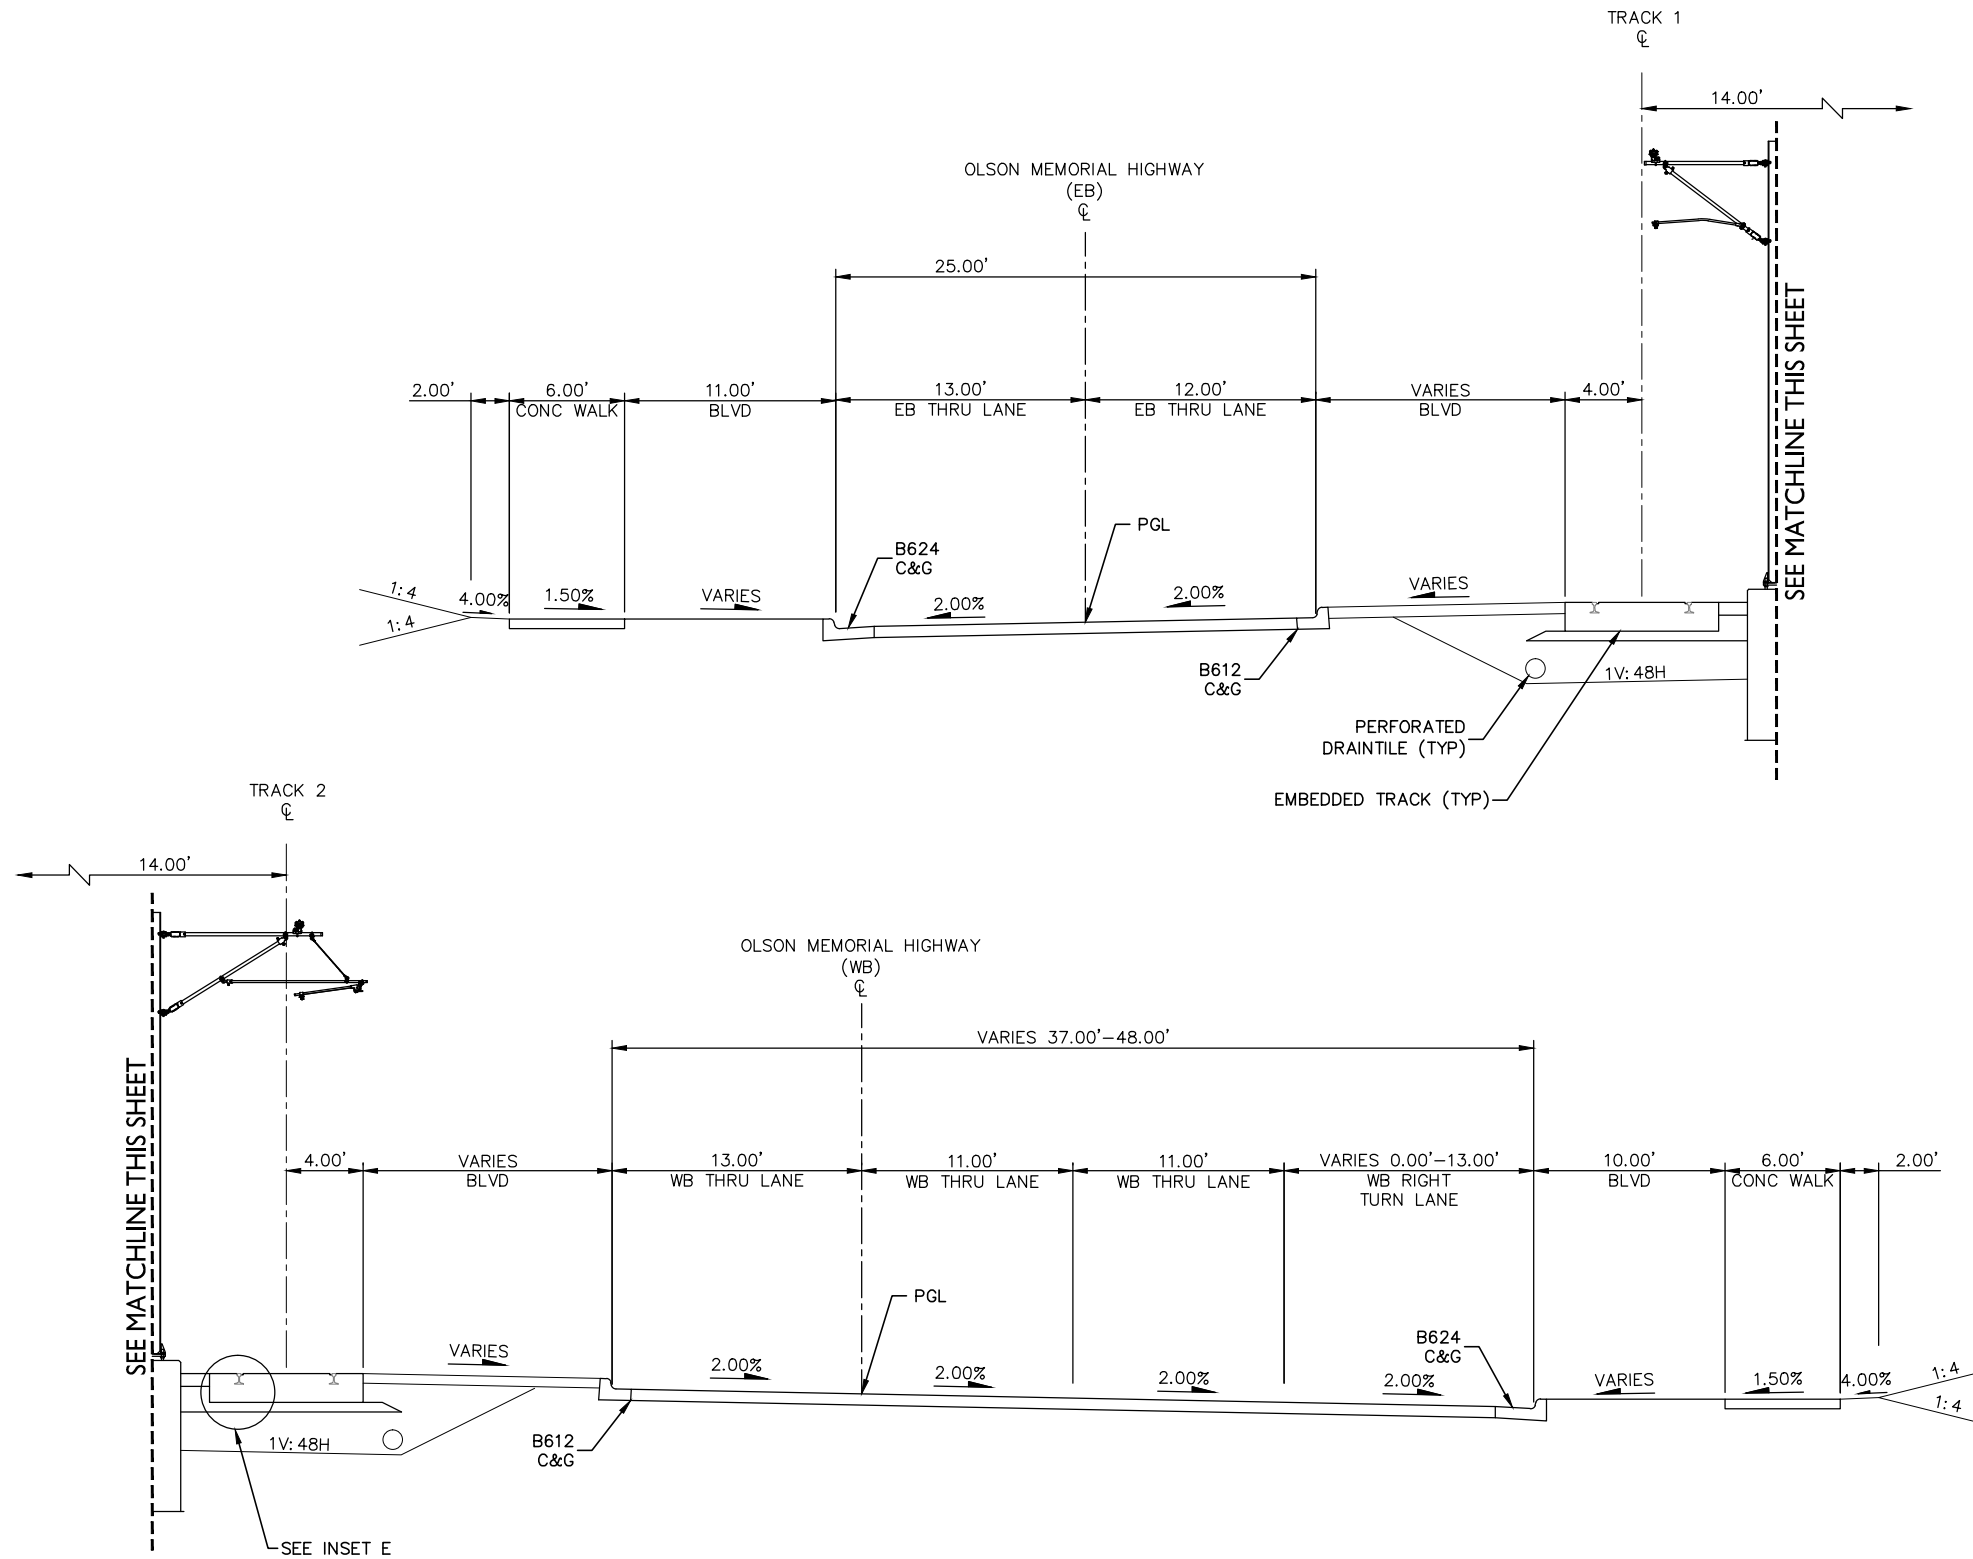 TRACK 1
℄
14.00'
OLSON MEMORIAL HIGHWAY
(EB)
℄
25.00'
2.00'
6.00'
CONC WALK
11.00'
BLVD
13.00'
EB THRU LANE
12.00'
EB THRU LANE
VARIES
BLVD
4.00'
SEE MATCHLINE THIS SHEET
PGL
B624
C&G
1:4
1:4
4.00%
1.50%
VARIES
2.00%
2.00%
VARIES
B612
C&G
1V:48H
PERFORATED
DRAINTILE (TYP)
EMBEDDED TRACK (TYP)
TRACK 2
℄
14.00'
OLSON MEMORIAL HIGHWAY
(WB)
℄
VARIES 37.00'-48.00'
SEE MATCHLINE THIS SHEET
4.00'
VARIES
BLVD
13.00'
WB THRU LANE
11.00'
WB THRU LANE
11.00'
WB THRU LANE
VARIES 0.00'-13.00'
WB RIGHT
TURN LANE
10.00'
BLVD
6.00'
CONC WALK
2.00'
PGL
VARIES
2.00%
2.00%
2.00%
2.00%
B624
C&G
VARIES
1.50%
4.00%
1:4
1:4
1V:48H
B612
C&G
SEE INSET E